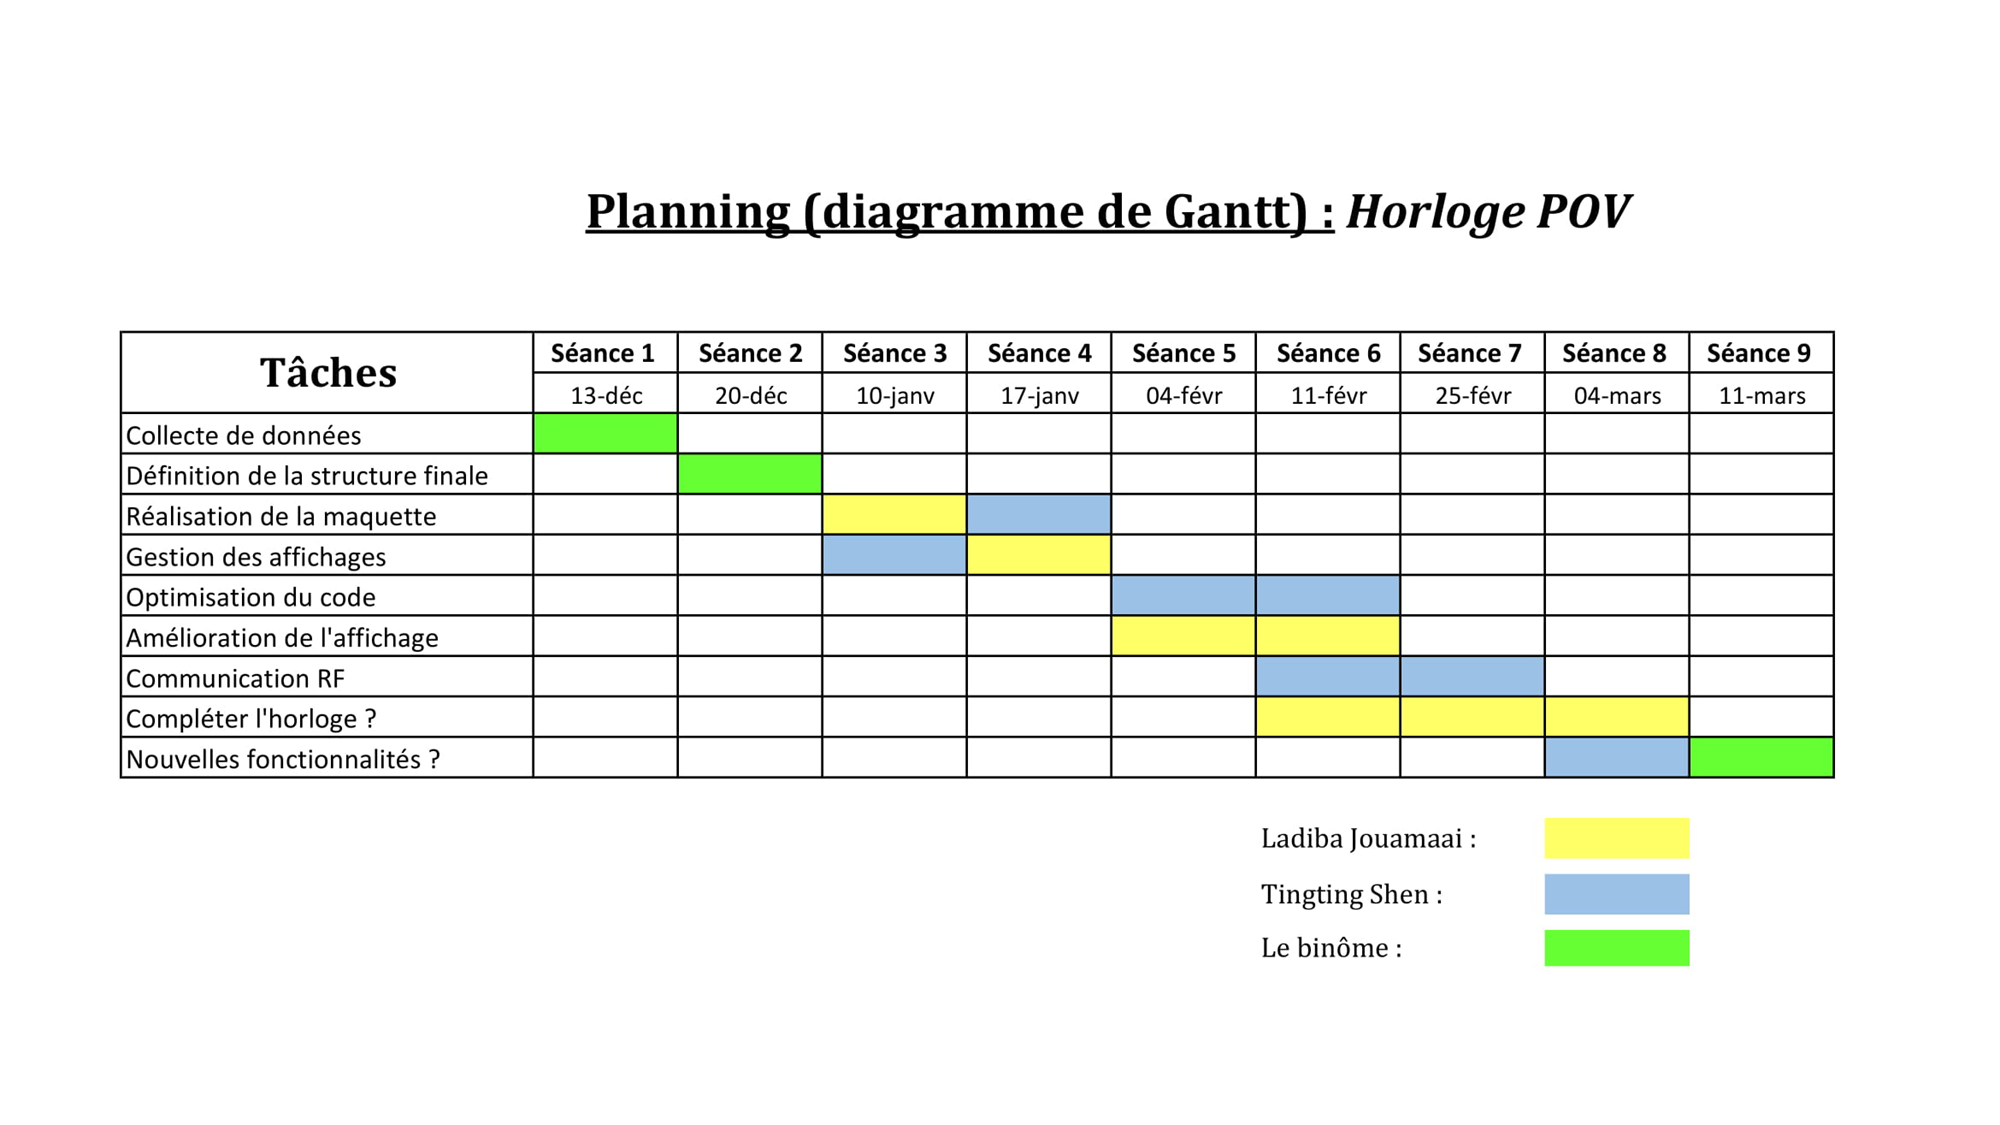 Planning (diagramme de Gantt) : Horloge POV
Tâches
Séance 1 Séance 2 Séance 3 Séance 4 Séance 5 Séance 6 Séance 7 Séance 8 Séance 9
13-déc 20-déc 10-janv 17-janv 04-févr 11-févr 25-févr 04-mars 11-mars
Collecte de données
Définition de la structure finale
Réalisation de la maquette
Gestion des affichages
Optimisation du code
Amélioration de l'affichage
Communication RF
Compléter l'horloge ?
Nouvelles fonctionnalités ?
Ladiba Jouamaai :
Tingting Shen :
Le binôme :